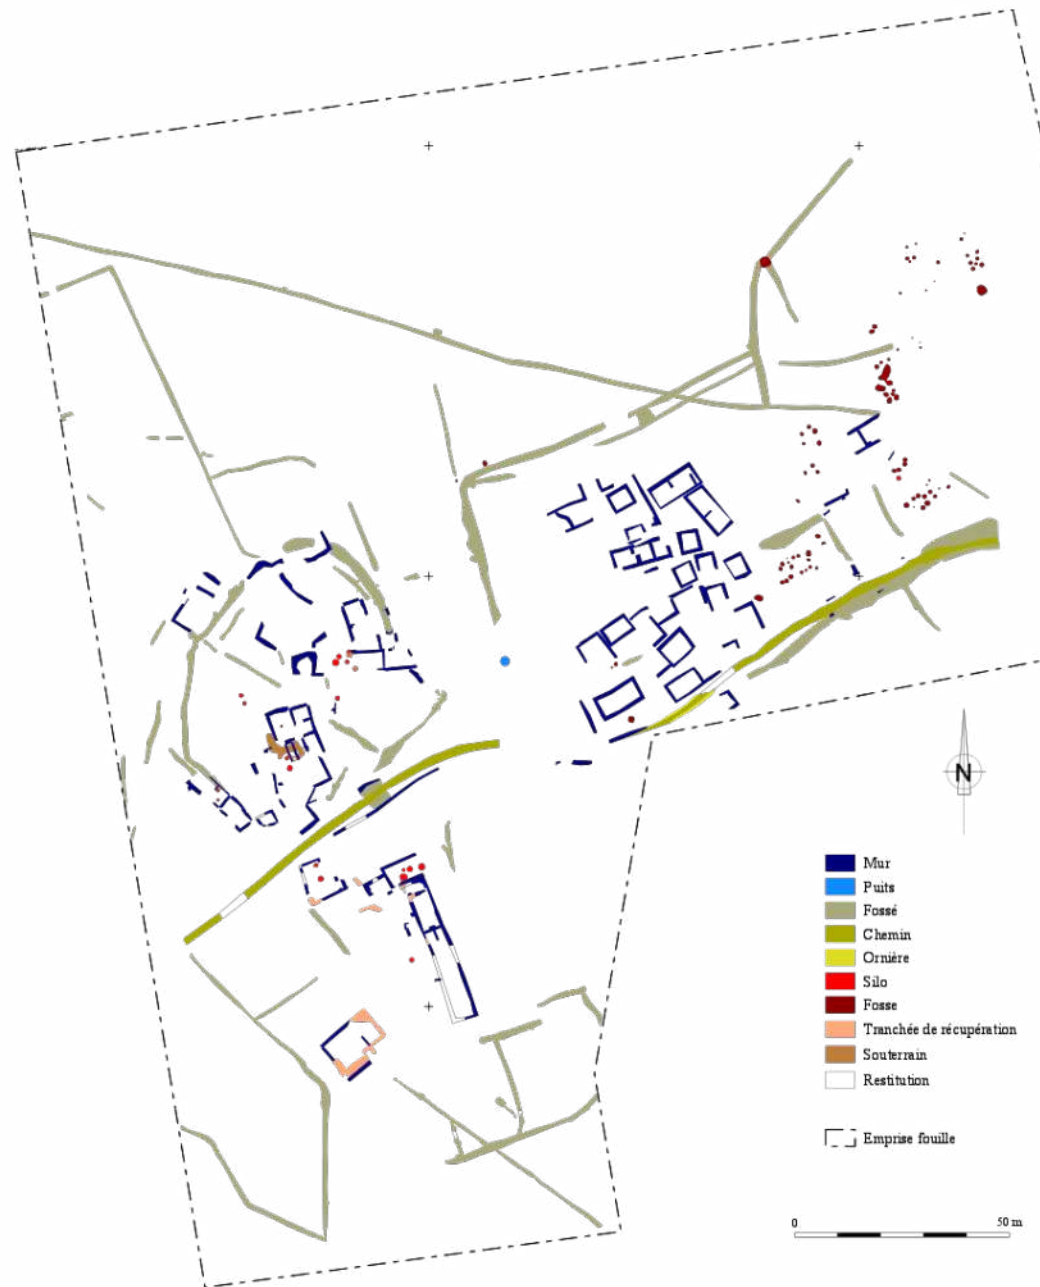 N
Mur
Puits
Fossé
Chemin
Ornière
Silo
Fosse
Tranchée de récupération
Souterrain
Restitution
Emprise fouille
0 50 m